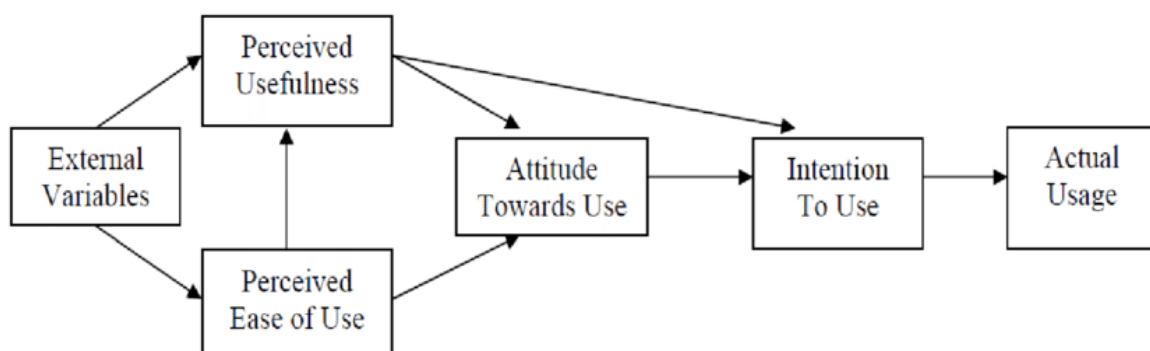 Perceived
Usefulness
External
Variables
Perceived
Ease of Use
Attitude
Towards Use
Intention
To Use
Actual
Usage